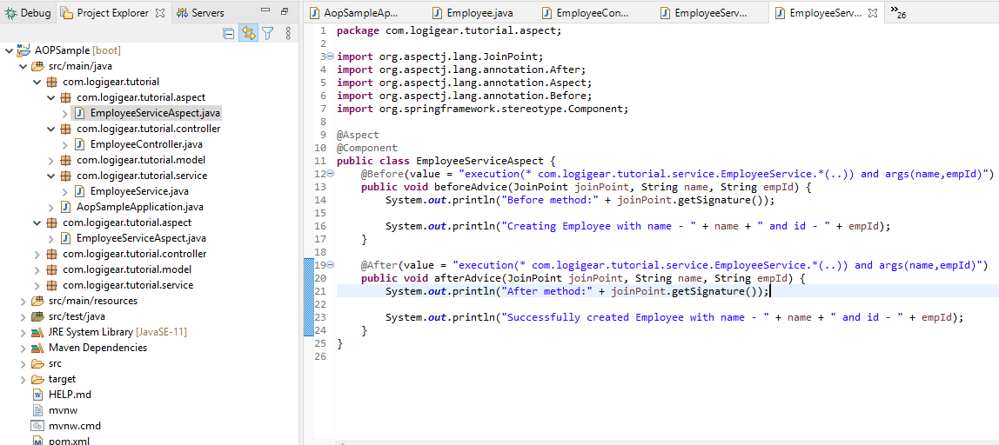 Debug Project Explorer Servers
AOPSample [boot]
src/main/java
com.logigear.tutorial
com.logigear.tutorial.aspect
EmployeeServiceAspect.java
com.logigear.tutorial.controller
EmployeeController.java
com.logigear.tutorial.model
com.logigear.tutorial.service
EmployeeService.java
AopSampleApplication.java
com.logigear.tutorial.aspect
EmployeeServiceAspect.java
com.logigear.tutorial.controller
com.logigear.tutorial.model
com.logigear.tutorial.service
src/main/resources
src/test/java
JRE System Library [JavaSE-11]
Maven Dependencies
src
target
HELP.md
mvnw
mvnw.cmd
pom.xml
AopSampleAp... Employee.java EmployeeCon... EmployeeServ... EmployeeServ... »26
1 package com.logigear.tutorial.aspect;
2
3 import org.aspectj.lang.JoinPoint;
4 import org.aspectj.lang.annotation.After;
5 import org.aspectj.lang.annotation.Aspect;
6 import org.aspectj.lang.annotation.Before;
7 import org.springframework.stereotype.Component;
8
9 @Aspect
10 @Component
11 public class EmployeeServiceAspect {
12 @Before(value = "execution(* com.logigear.tutorial.service.EmployeeService.*(..)) and args(name,empId)")
13 public void beforeAdvice(JoinPoint joinPoint, String name, String empId) {
14 System.out.println("Before method:" + joinPoint.getSignature());
15
16 System.out.println("Creating Employee with name - " + name + " and id - " + empId);
17 }
18
19 @After(value = "execution(* com.logigear.tutorial.service.EmployeeService.*(..)) and args(name,empId)")
20 public void afterAdvice(JoinPoint joinPoint, String name, String empId) {
21 System.out.println("After method:" + joinPoint.getSignature());
22
23 System.out.println("Successfully created Employee with name - " + name + " and id - " + empId);
24 }
25 }
26